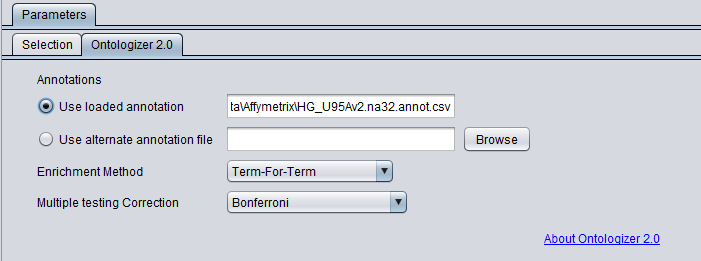 Parameters
Selection
Ontologizer 2.0
Annotations
Use loaded annotation
ta\Affymetrix\HG_U95Av2.na32.annot.csv
Use alternate annotation file
Browse
Enrichment Method
Term-For-Term
Multiple testing Correction
Bonferroni
About Ontologizer 2.0